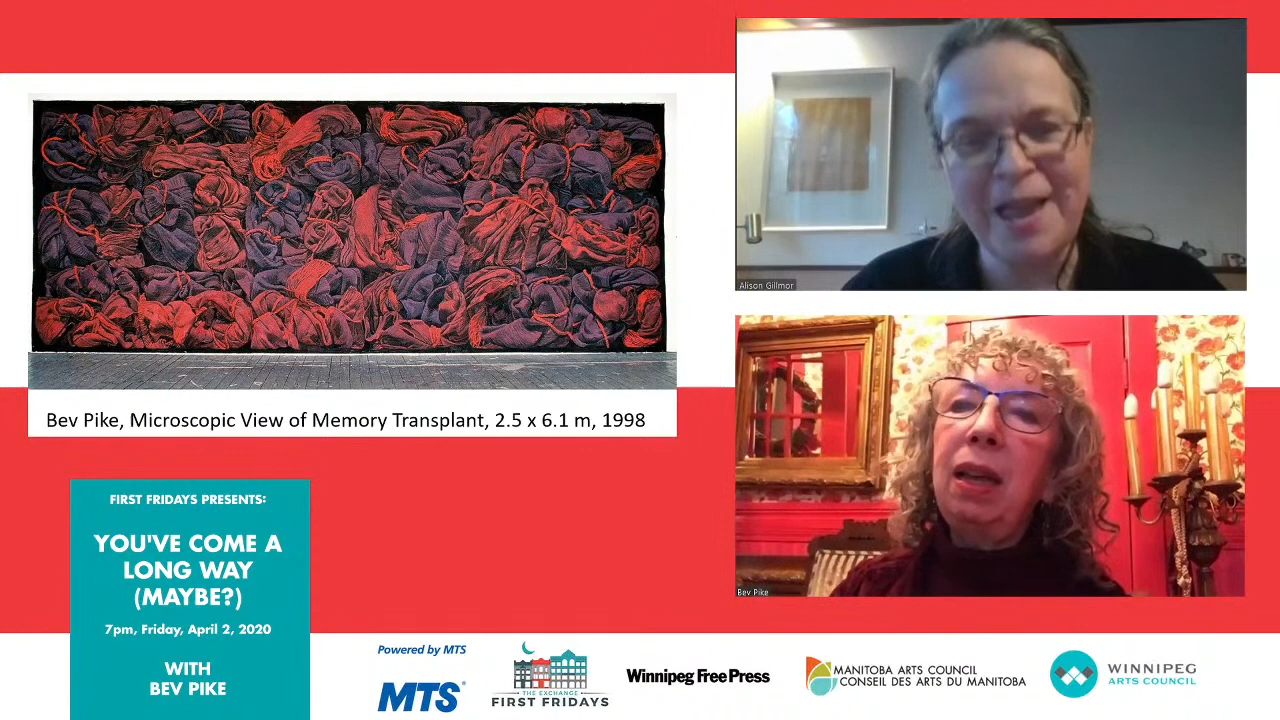 Alison Gillmor
Bev Pike, Microscopic View of Memory Transplant, 2.5 x 6.1 m, 1998
Bev Pike
FIRST FRIDAYS PRESENTS:
YOU'VE COME A
LONG WAY
(MAYBE?)
7pm, Friday, April 2, 2020
WITH
BEV PIKE
Powered by MTS
MTS
THE EXCHANGE
FIRST FRIDAYS
Winnipeg Free Press
MANITOBA ARTS COUNCIL
CONSEIL DES ARTS DU MANITOBA
WINNIPEG
ARTS COUNCIL